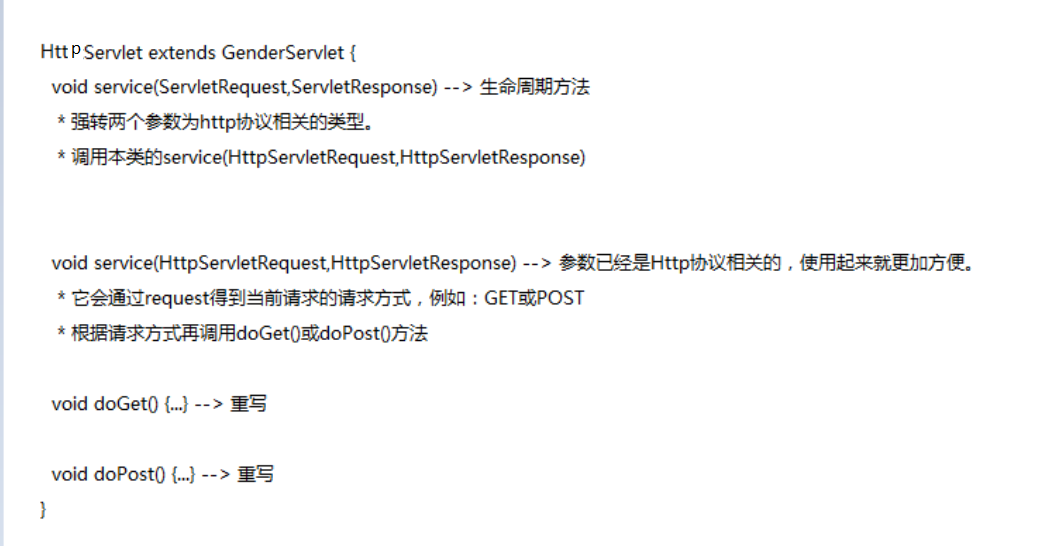 HttpServlet extends GenderServlet {
void service(ServletRequest,ServletResponse) --> 生命周期方法
* 强转两个参数为http协议相关的类型。
* 调用本类的service(HttpServletRequest,HttpServletResponse)
void service(HttpServletRequest,HttpServletResponse) --> 参数已经是Http协议相关的，使用起来就更加方便。
* 它会通过request得到当前请求的请求方式，例如：GET或POST
* 根据请求方式再调用doGet()或doPost()方法
void doGet() {...} --> 重写
void doPost() {...} --> 重写
}